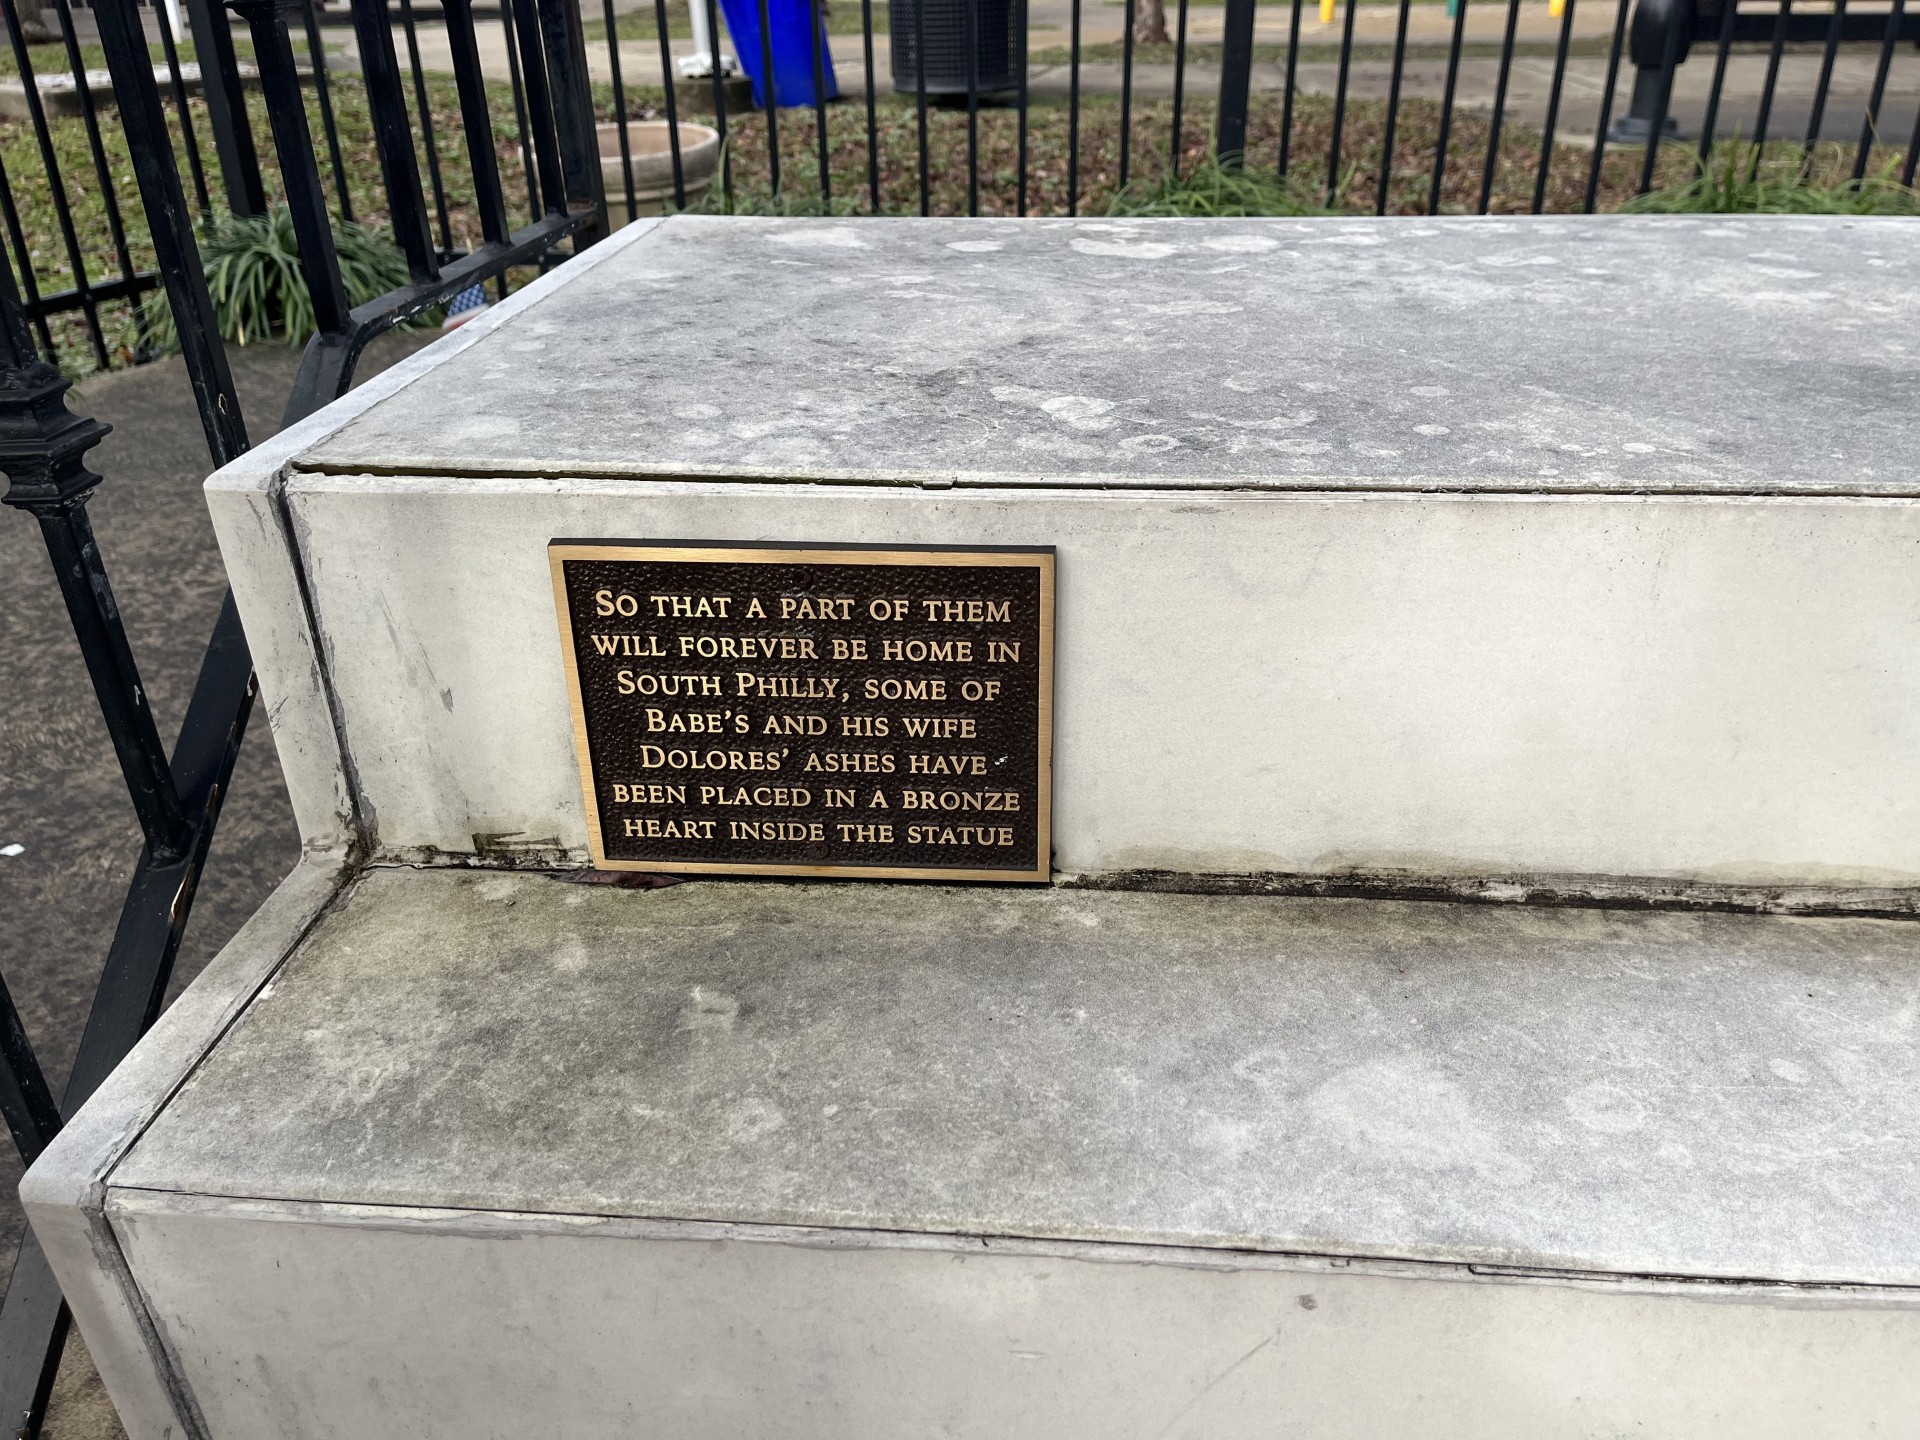 So that a part of them
will forever be home in
South Philly, some of
Babe's and his wife
Dolores' ashes have
been placed in a bronze
heart inside the statue